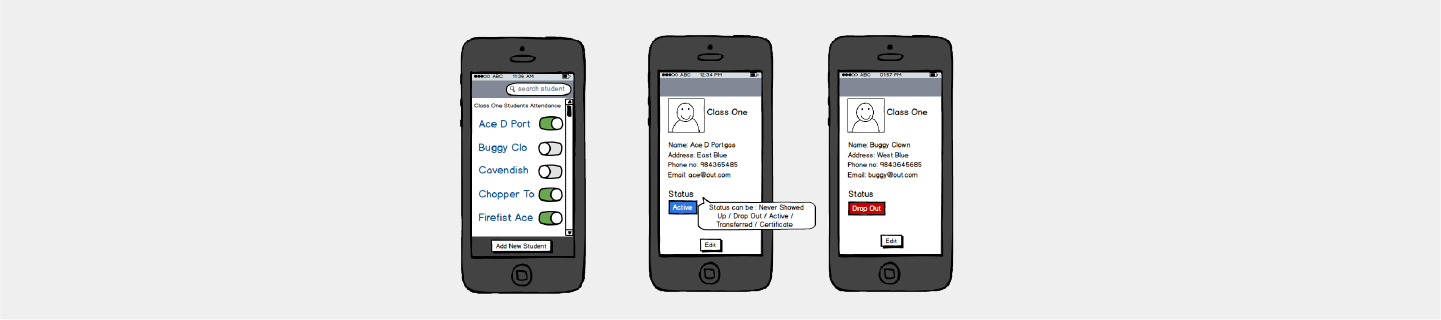 ABC 11:36 AM
search student
Class One Students Attendance
Ace D Port
Buggy Clo
Cavendish
Chopper To
Firefist Ace
Add New Student
ABC 12:34 PM
Class One
Name: Ace D Portgas
Address: East Blue
Phone no: 984365485
Email: ace@out.com
Status
Active
Status can be : Never Showed
Up / Drop Out / Active /
Transferred / Certificate
Edit
ABC 01:57 PM
Class One
Name: Buggy Clown
Address: West Blue
Phone no: 9843645685
Email: buggy@out.com
Status
Drop Out
Edit